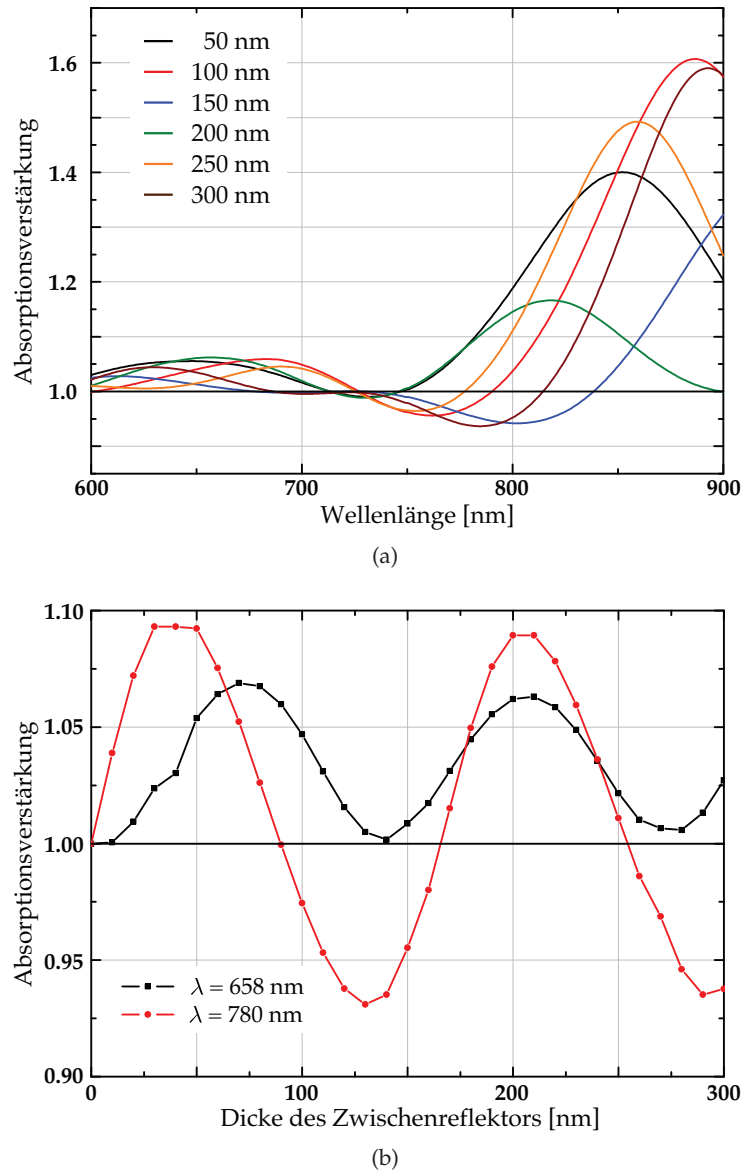 1.6
1.4
1.2
1.0
Absorptionsverstärkung
50 nm
100 nm
150 nm
200 nm
250 nm
300 nm
600
700
800
900
Wellenlänge [nm]
(a)
1.10
1.05
1.00
0.95
0.90
Absorptionsverstärkung
λ = 658 nm
λ = 780 nm
0
100
200
300
Dicke des Zwischenreflektors [nm]
(b)